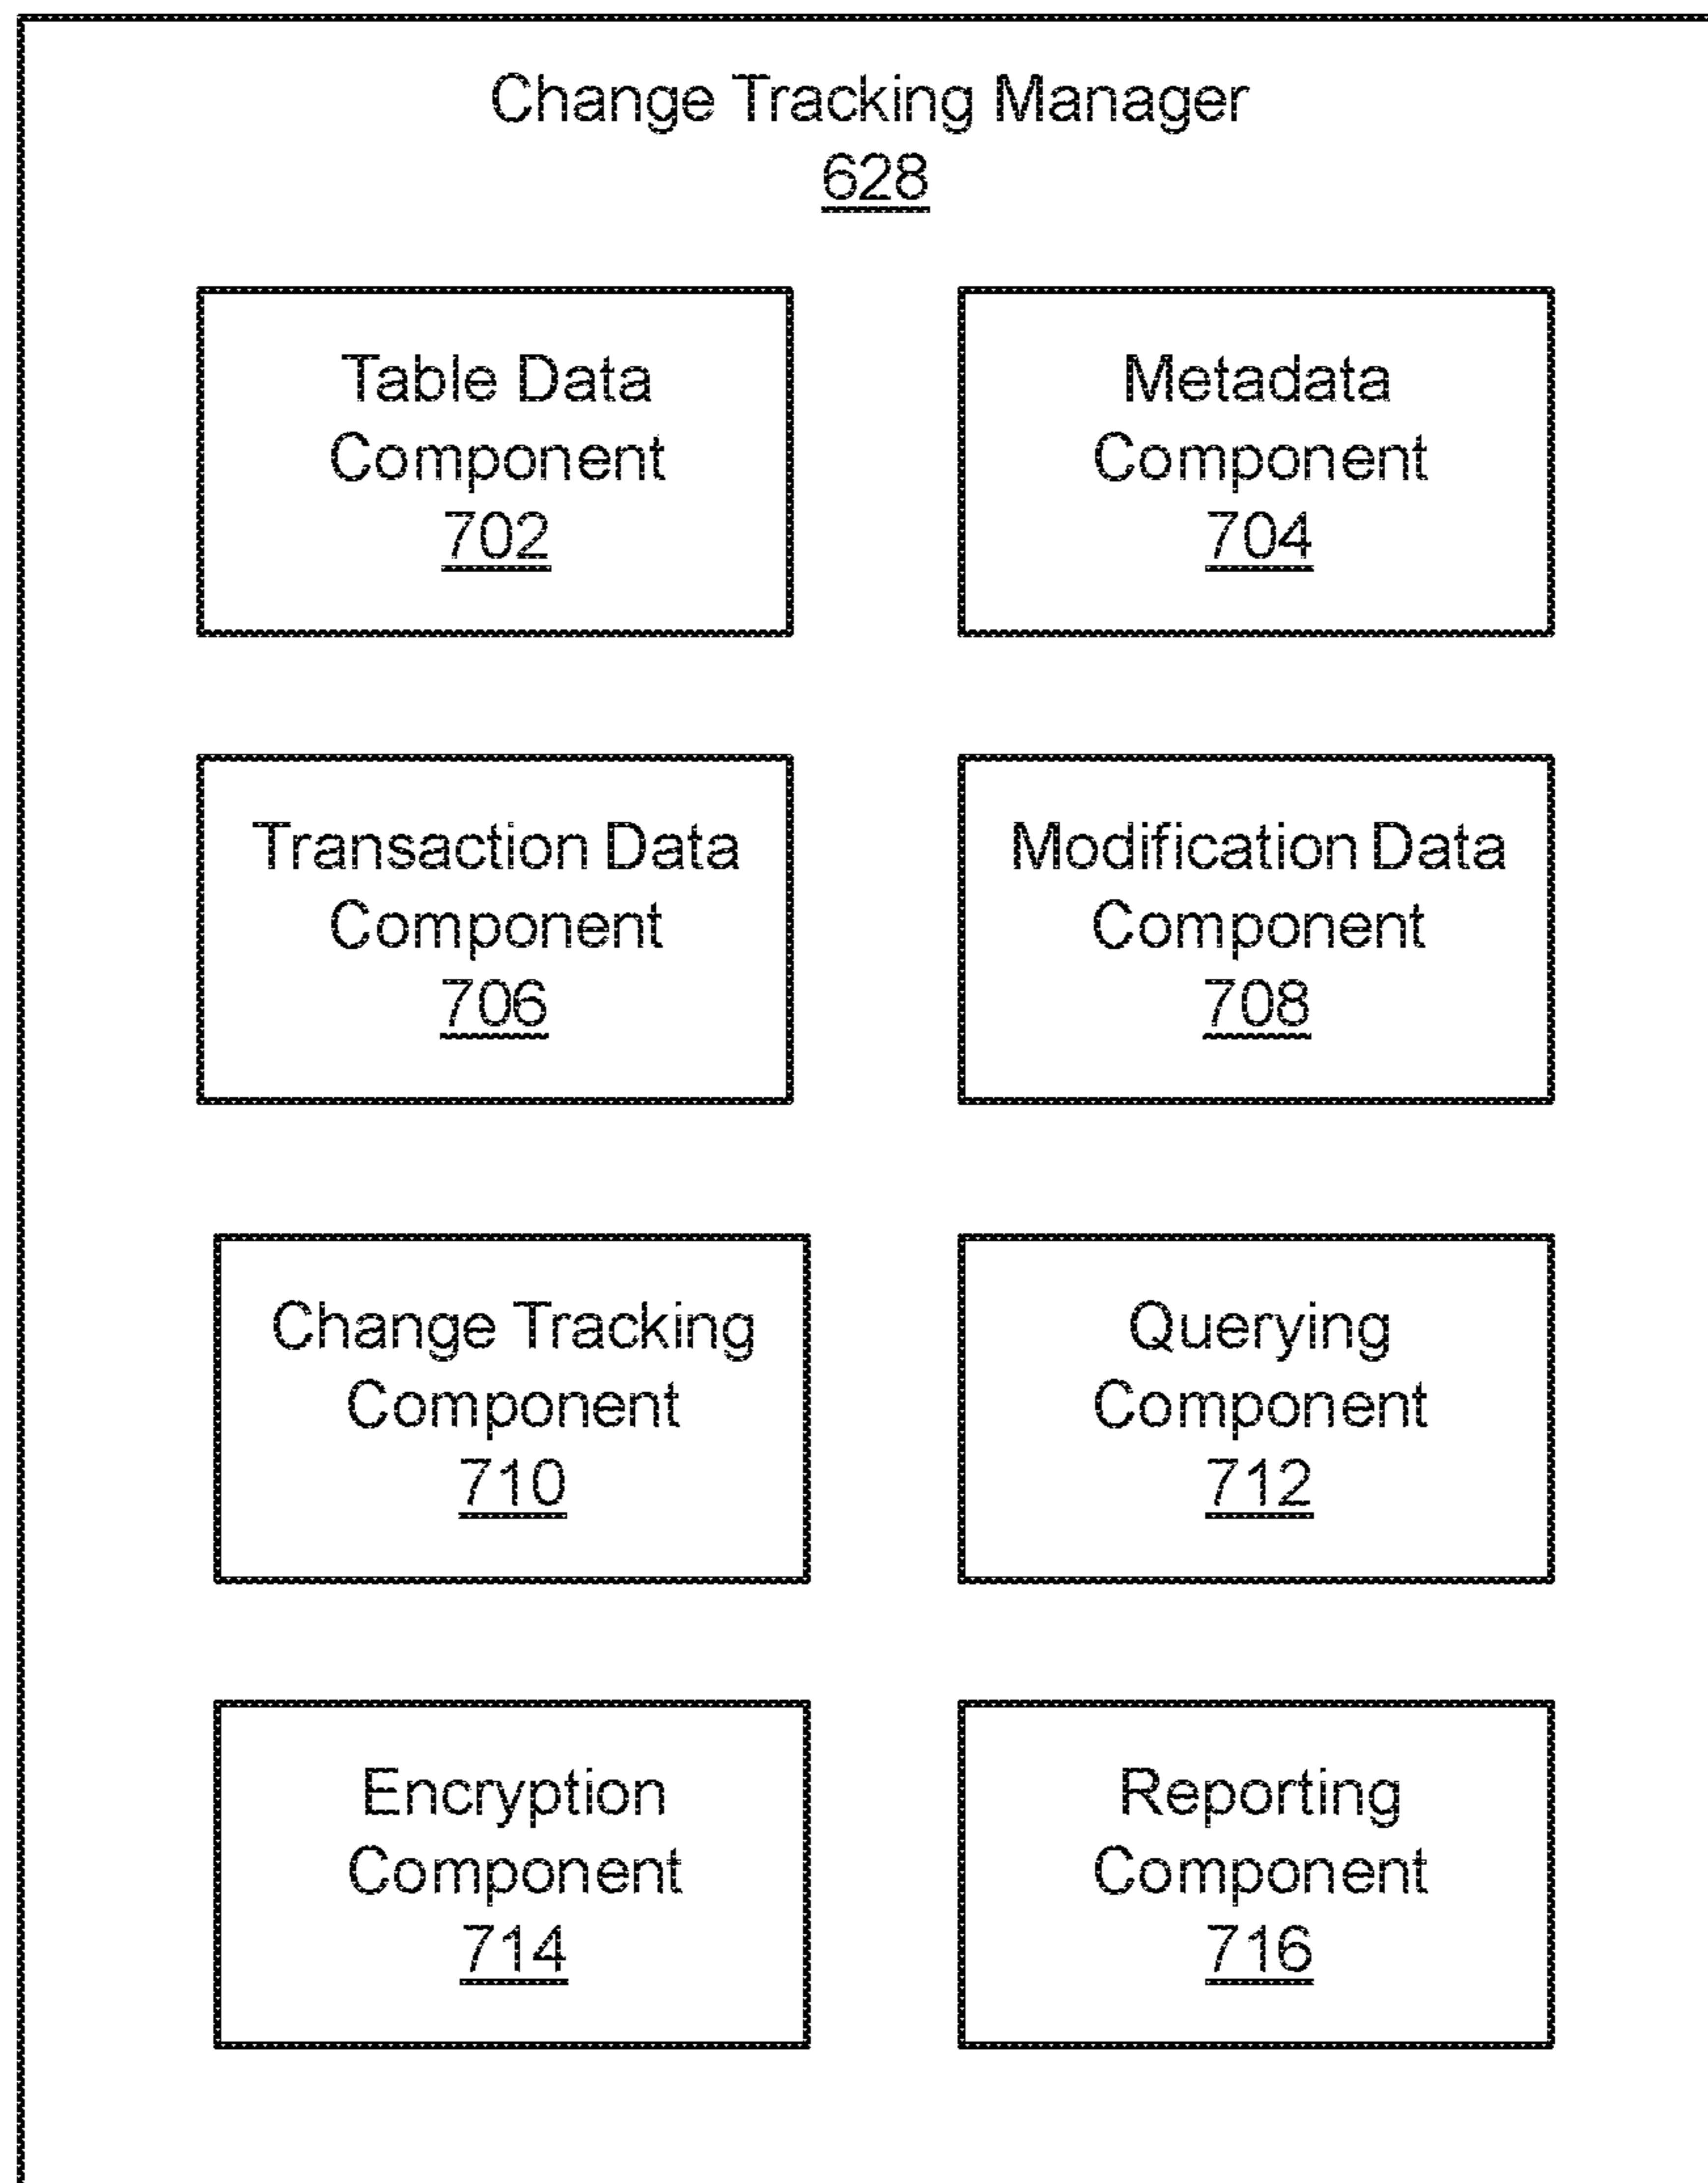 Change Tracking Manager
628
Table Data
Component
702
Metadata
Component
704
Transaction Data
Component
706
Modification Data
Component
708
Change Tracking
Component
710
Querying
Component
712
Encryption
Component
714
Reporting
Component
716